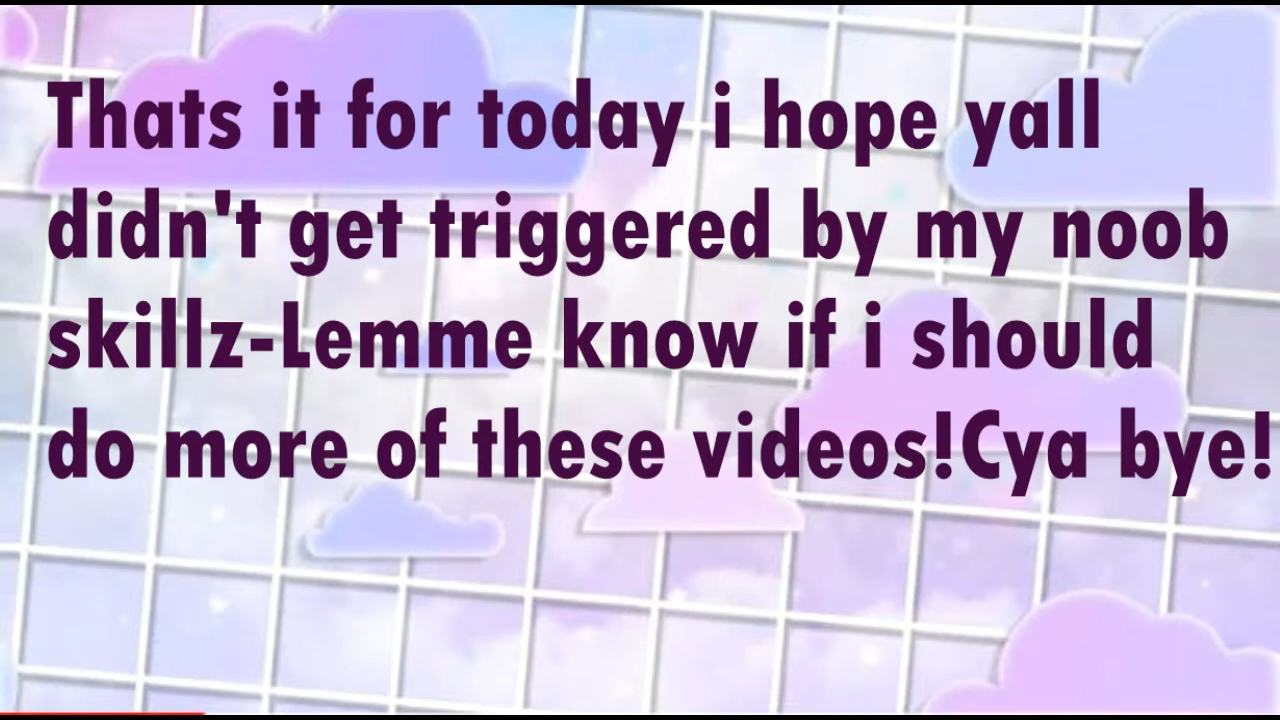 Thats it for today i hope yall
didn't get triggered by my noob
skillz-Lemme know if i should
do more of these videos!Cya bye!